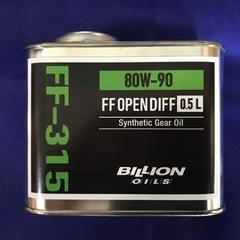 FF-315
80W-90
FF OPEN DIFF 0.5L
Synthetic Gear Oil
BILLION
OILS